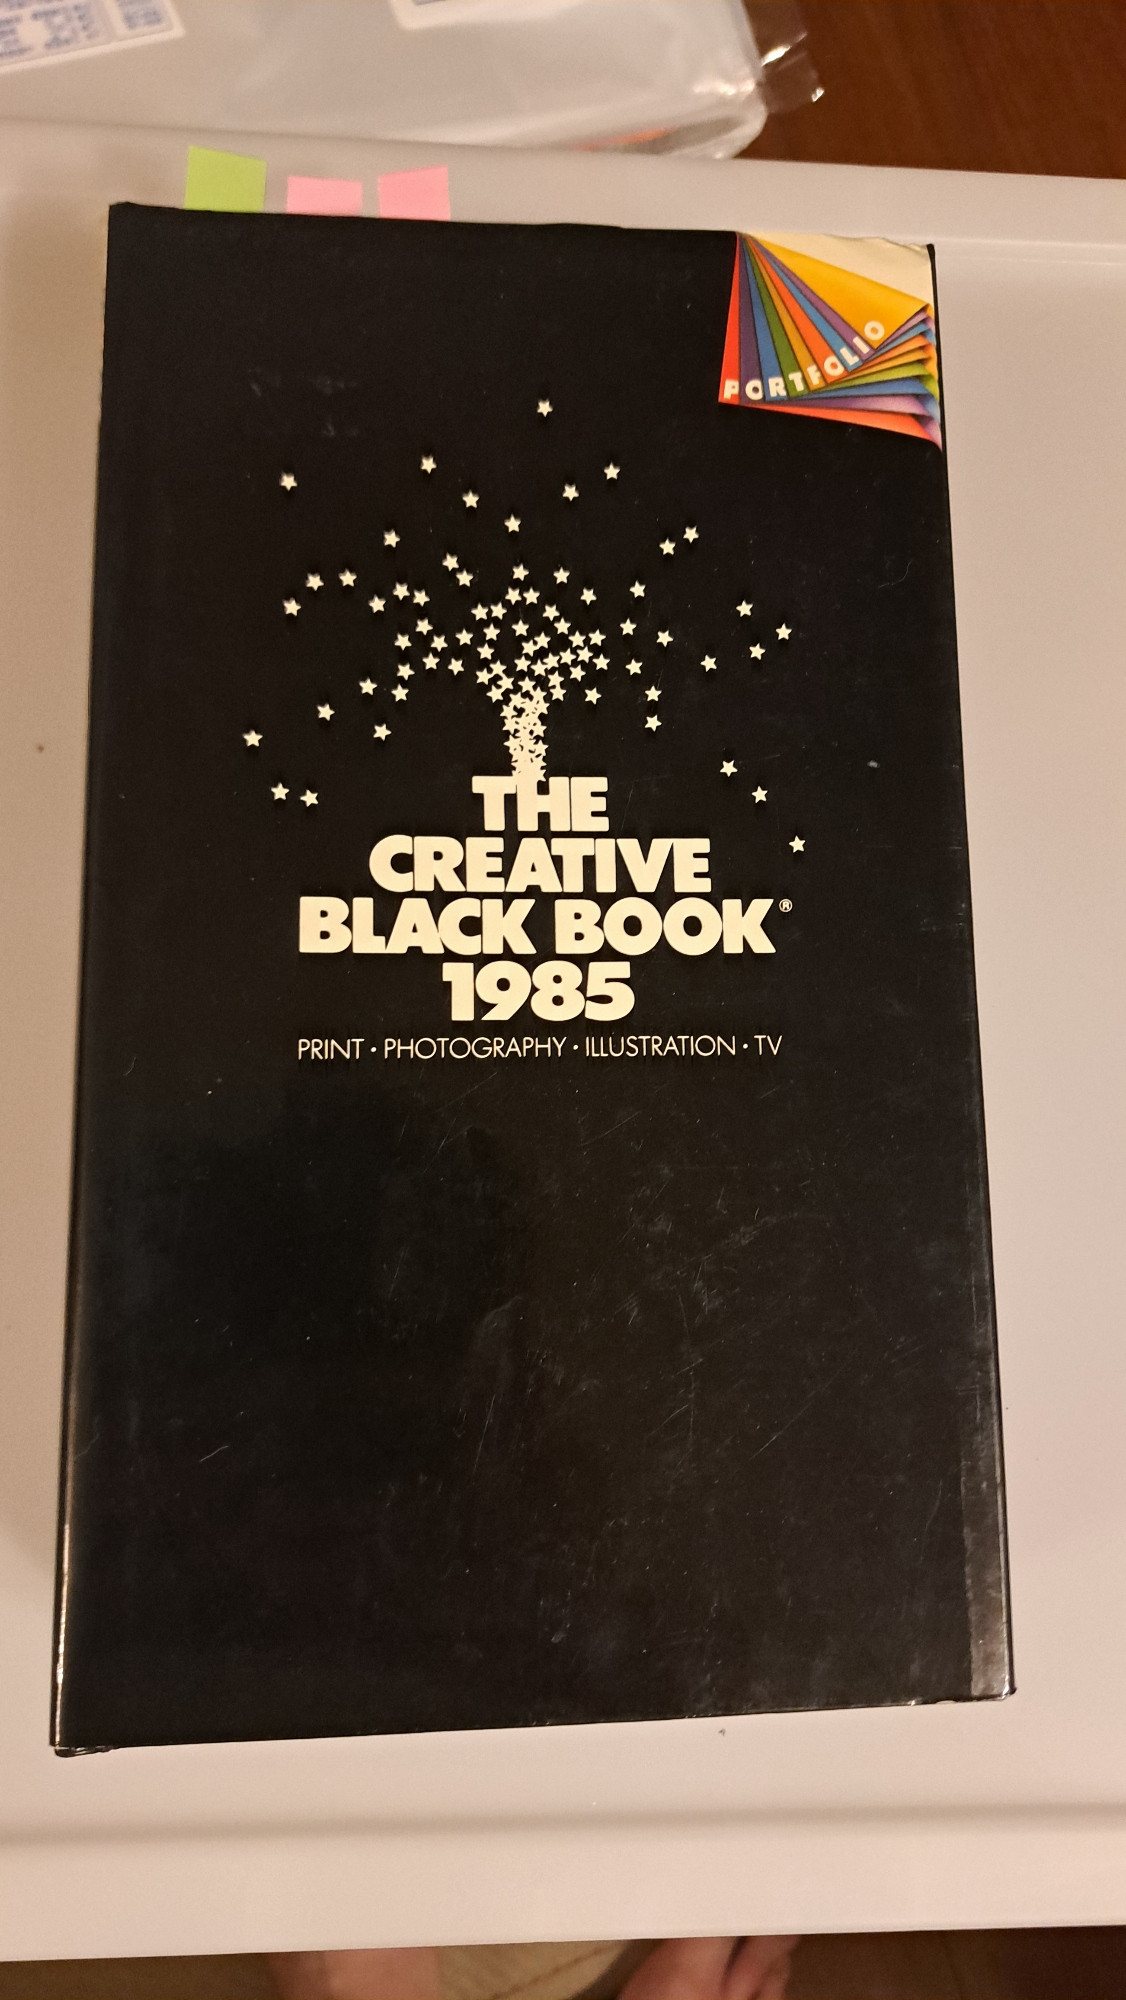 PORTFOLIO
THE
CREATIVE
BLACK BOOK®
1985
PRINT • PHOTOGRAPHY • ILLUSTRATION • TV